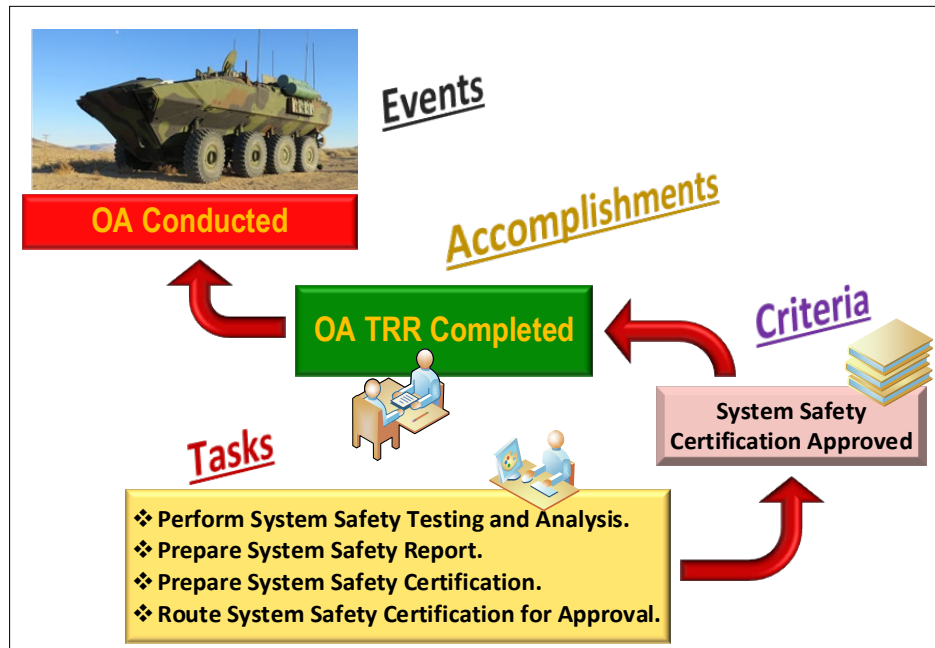 Events
OA Conducted
Accomplishments
OA TRR Completed
Criteria
System Safety
Certification Approved
Tasks
❖ Perform System Safety Testing and Analysis.
❖ Prepare System Safety Report.
❖ Prepare System Safety Certification.
❖ Route System Safety Certification for Approval.